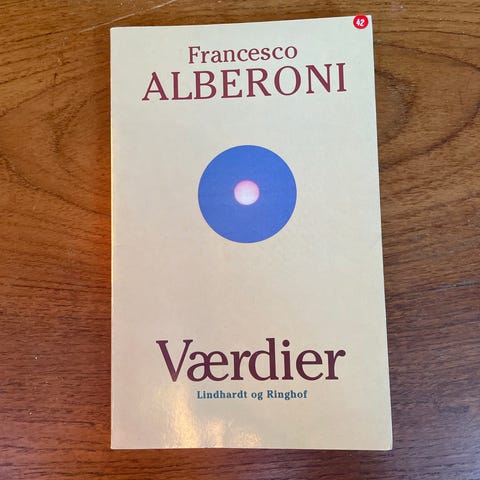 42
Francesco
ALBERONI
Værdier
Lindhardt og Ringhof